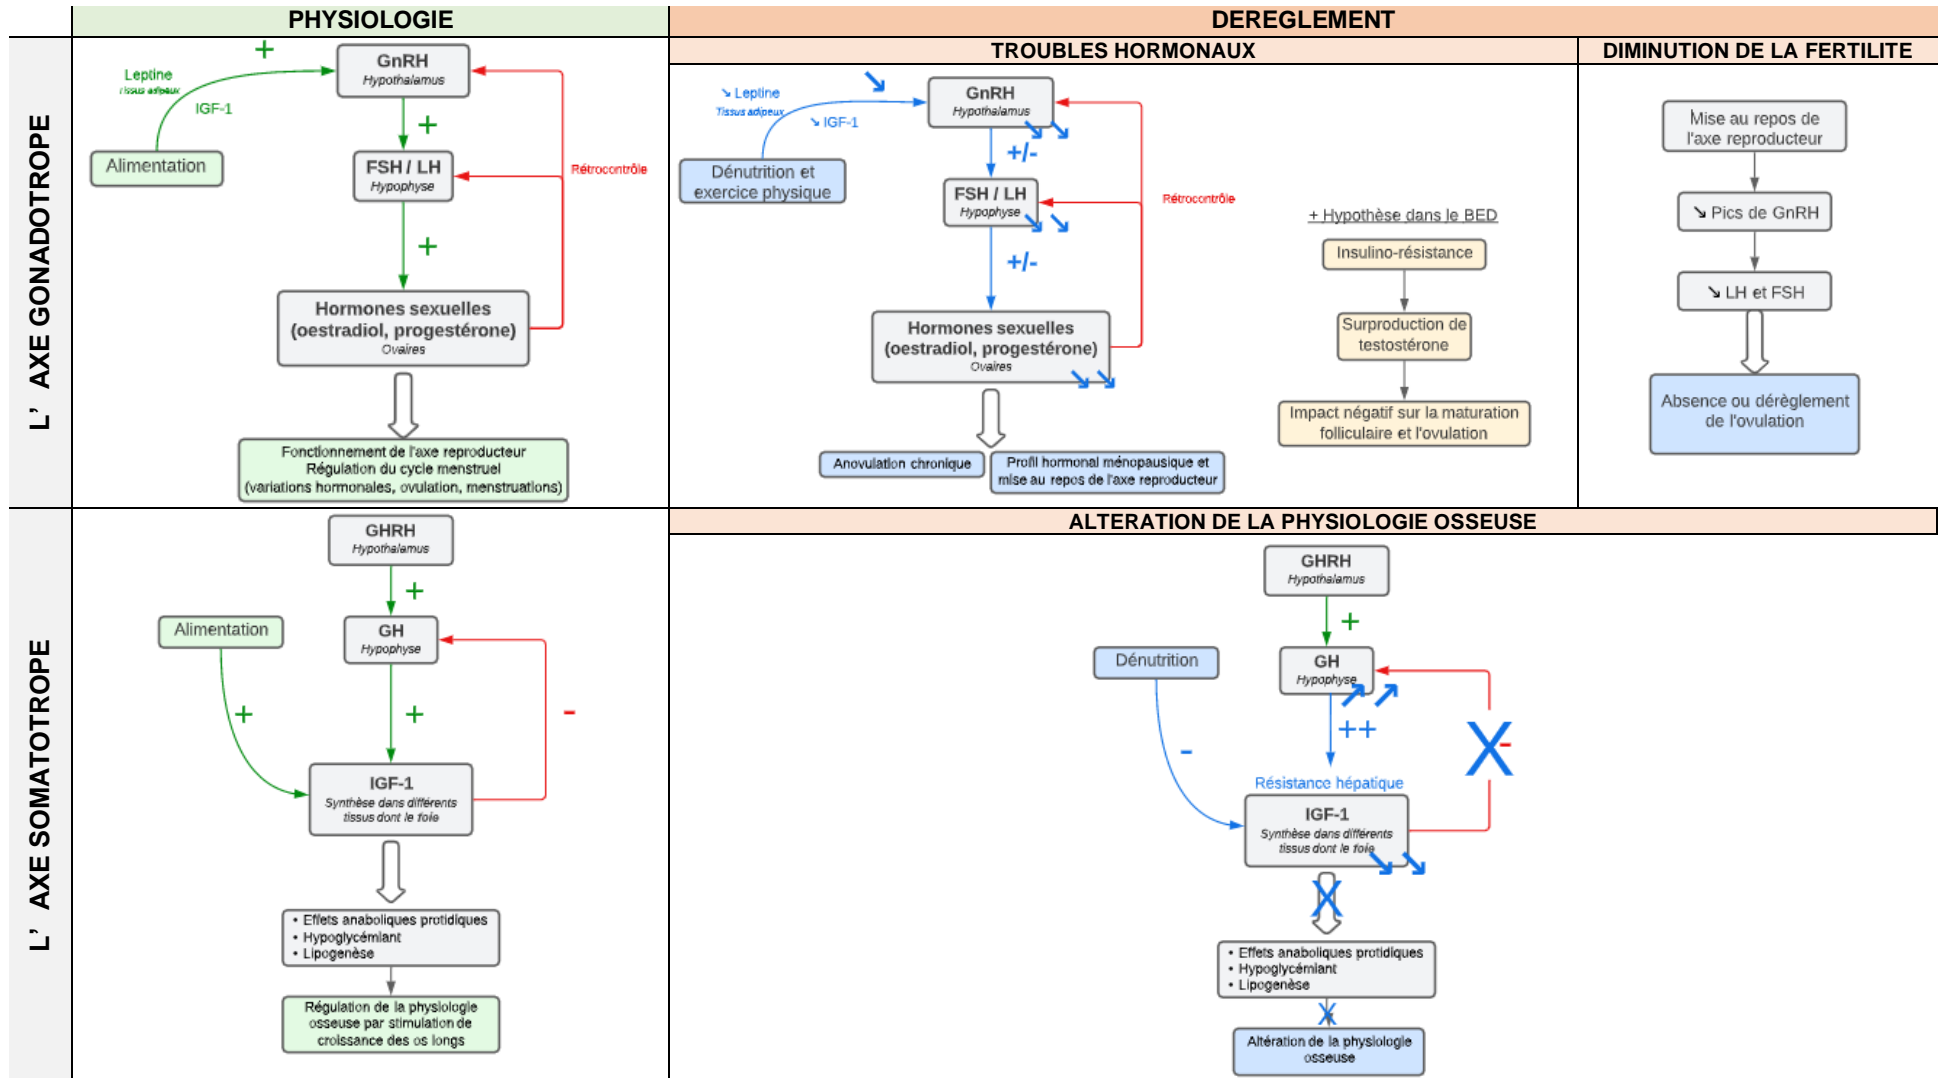 PHYSIOLOGIE
DEREGLEMENT
TROUBLES HORMONAUX
DIMINUTION DE LA FERTILITE
L' AXE GONADOTROPE
+
GnRH
Hypothalamus
Leptine
Tissus adipeux
IGF-1
Alimentation
+
FSH / LH
Hypophyse
Rétrocontrôle
+
Hormones sexuelles
(oestradiol, progestérone)
Ovaires
Fonctionnement de l'axe reproducteur
Régulation du cycle menstruel
(variations hormonales, ovulation, menstruations)
↘
↘ Leptine
Tissus adipeux
↘ IGF-1
GnRH
Hypothalamus
↘ ↘
Dénutrition et
exercice physique
+/-
FSH / LH
Hypophyse
↘ ↘
Rétrocontrôle
+/-
Hormones sexuelles
(oestradiol, progestérone)
Ovaires
↘ ↘
Anovulation chronique
Profil hormonal ménopausique et
mise au repos de l'axe reproducteur
+ Hypothèse dans le BED
Insulino-résistance
Surproduction de
testostérone
Impact négatif sur la maturation
folliculaire et l'ovulation
Mise au repos de
l'axe reproducteur
↘ Pics de GnRH
↘ LH et FSH
Absence ou dérèglement
de l'ovulation
ALTERATION DE LA PHYSIOLOGIE OSSEUSE
L' AXE SOMATOTROPE
GHRH
Hypothalamus
+
Alimentation
GH
Hypophyse
+
+
-
IGF-1
Synthèse dans différents
tissus dont le foie
• Effets anaboliques protidiques
• Hypoglycémiant
• Lipogenèse
Régulation de la physiologie
osseuse par stimulation de
croissance des os longs
GHRH
Hypothalamus
+
Dénutrition
GH
Hypophyse
↗ ↗
++
-
X
-
Résistance hépatique
IGF-1
Synthèse dans différents
tissus dont le foie
↘ ↘
X
• Effets anaboliques protidiques
• Hypoglycémiant
• Lipogenèse
X
Altération de la physiologie
osseuse